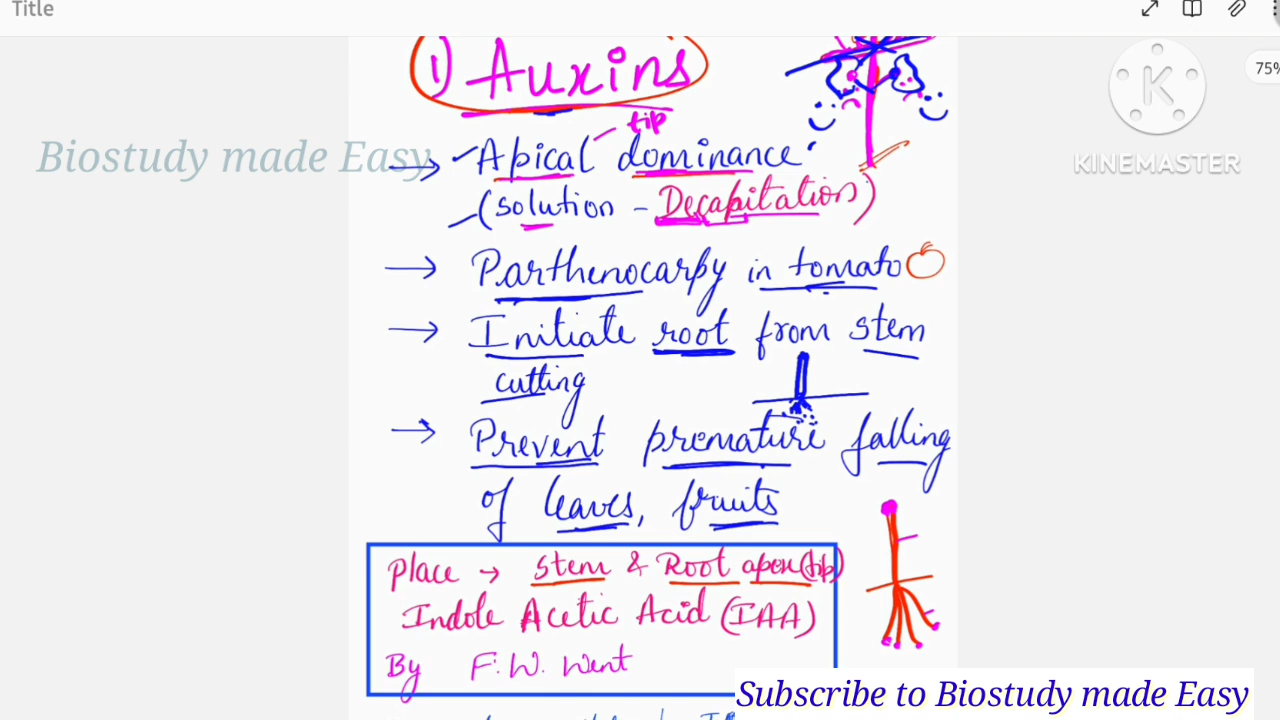 Title
75%
1) Auxins
tip
→ Apical dominance
(solution - Decapitation)
→ Parthenocarpy in tomato
→ Initiate root from stem
cutting
→ Prevent premature falling
of leaves, fruits
Place → Stem & Root apex (tip)
Indole Acetic Acid (IAA)
By F.W. Went
Biostudy made Easy
K
KINEMASTER
Subscribe to Biostudy made Easy